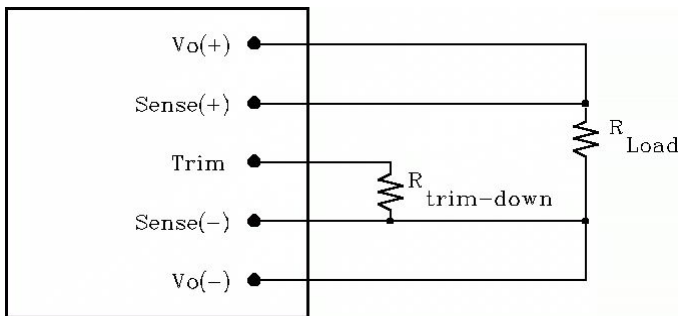 Vo(+)
Sense(+)
R
Load
Trim
R
trim-down
Sense(-)
Vo(-)